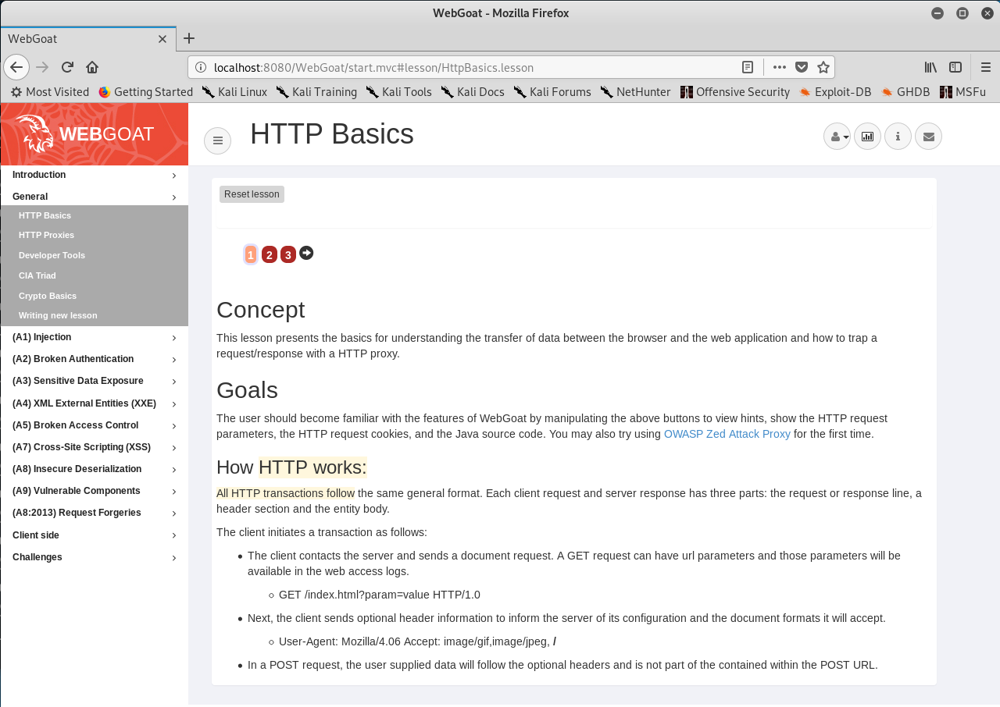 WebGoat - Mozilla Firefox
WebGoat
localhost:8080/WebGoat/start.mvc#lesson/HttpBasics.lesson
Most Visited Getting Started Kali Linux Kali Training Kali Tools Kali Docs Kali Forums NetHunter Offensive Security Exploit-DB GHDB MSFu
WEBGOAT
HTTP Basics
Introduction
General
HTTP Basics
HTTP Proxies
Developer Tools
CIA Triad
Crypto Basics
Writing new lesson
(A1) Injection
(A2) Broken Authentication
(A3) Sensitive Data Exposure
(A4) XML External Entities (XXE)
(A5) Broken Access Control
(A7) Cross-Site Scripting (XSS)
(A8) Insecure Deserialization
(A9) Vulnerable Components
(A8:2013) Request Forgeries
Client side
Challenges
Reset lesson
1 2 3
Concept
This lesson presents the basics for understanding the transfer of data between the browser and the web application and how to trap a
request/response with a HTTP proxy.
Goals
The user should become familiar with the features of WebGoat by manipulating the above buttons to view hints, show the HTTP request
parameters, the HTTP request cookies, and the Java source code. You may also try using OWASP Zed Attack Proxy for the first time.
How HTTP works:
All HTTP transactions follow the same general format. Each client request and server response has three parts: the request or response line, a
header section and the entity body.
The client initiates a transaction as follows:
• The client contacts the server and sends a document request. A GET request can have url parameters and those parameters will be
available in the web access logs.
◦ GET /index.html?param=value HTTP/1.0
• Next, the client sends optional header information to inform the server of its configuration and the document formats it will accept.
◦ User-Agent: Mozilla/4.06 Accept: image/gif,image/jpeg, /
• In a POST request, the user supplied data will follow the optional headers and is not part of the contained within the POST URL.